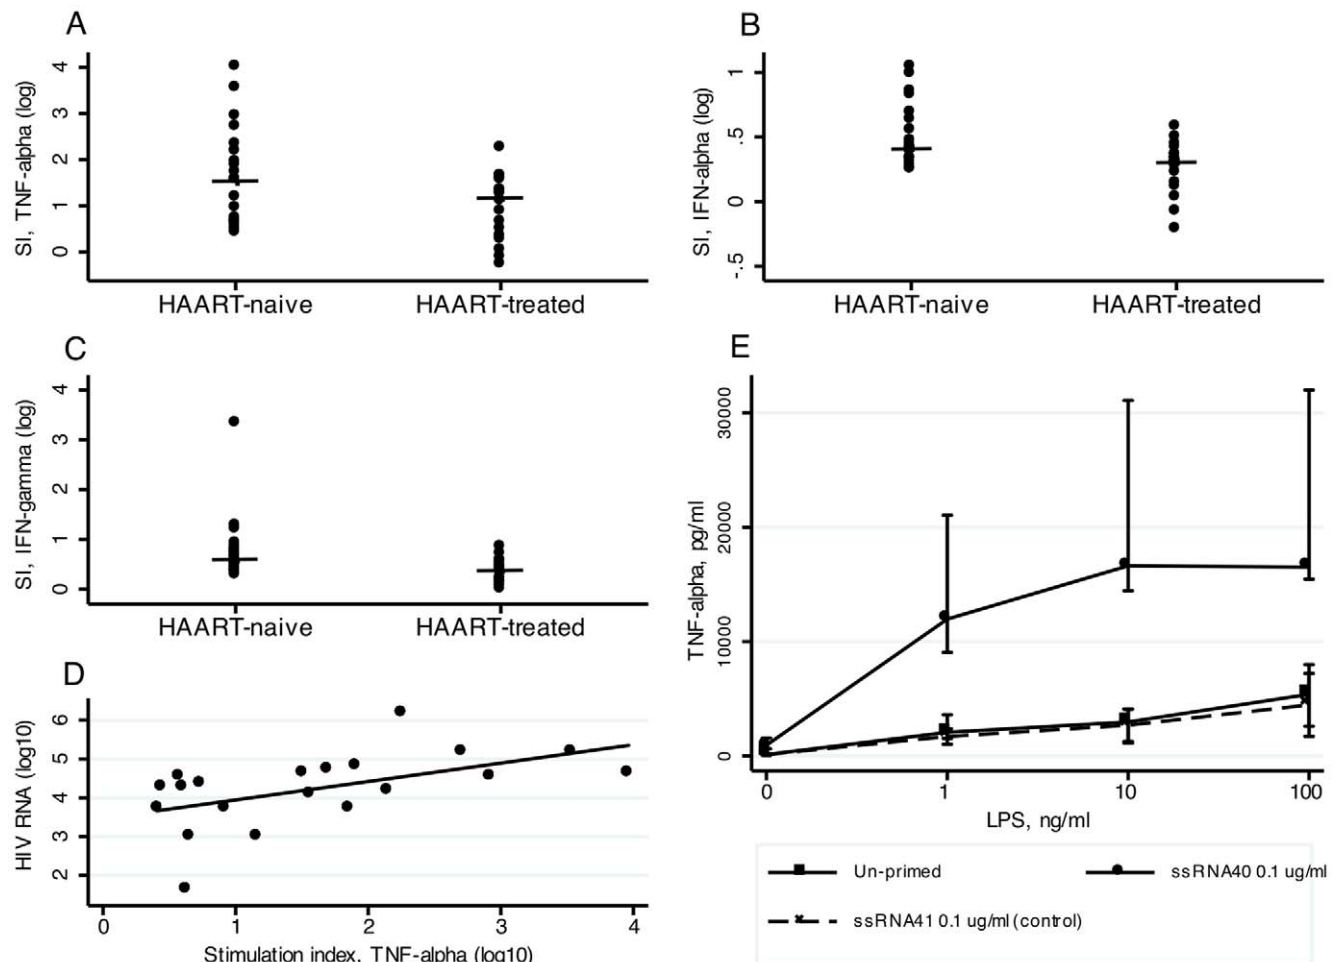 A
SI, TNF-alpha (log)
4
3
2
1
0
HAART-naive HAART-treated
B
SI, IFN-alpha (log)
1
.5
0
-.5
HAART-naive HAART-treated
C
SI, IFN-gamma (log)
4
3
2
1
0
HAART-naive HAART-treated
D
HIV RNA (log10)
6
5
4
3
2
0 1 2 3 4
Stimulation index, TNF-alpha (log10)
E
TNF-alpha, pg/ml
30000
20000
10000
0
0 1 10 100
LPS, ng/ml
Un-primed ssRNA40 0.1 ug/ml
ssRNA41 0.1 ug/ml (control)